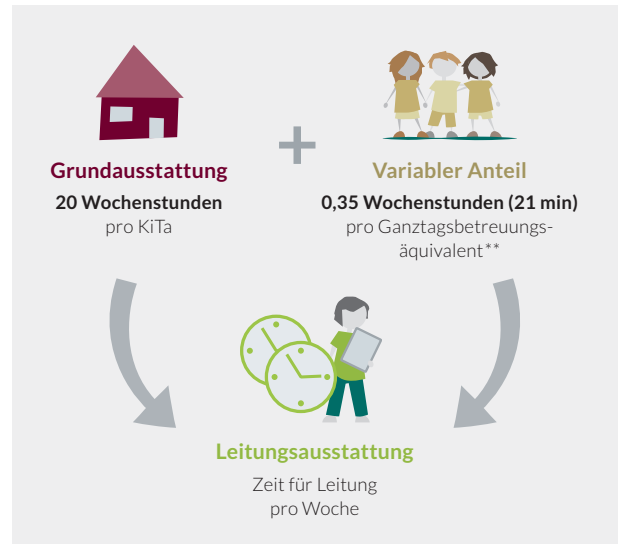 Grundausstattung
20 Wochenstunden
pro KiTa
+
Variabler Anteil
0,35 Wochenstunden (21 min)
pro Ganztagsbetreuungs-
äquivalent**
Leitungsausstattung
Zeit für Leitung
pro Woche